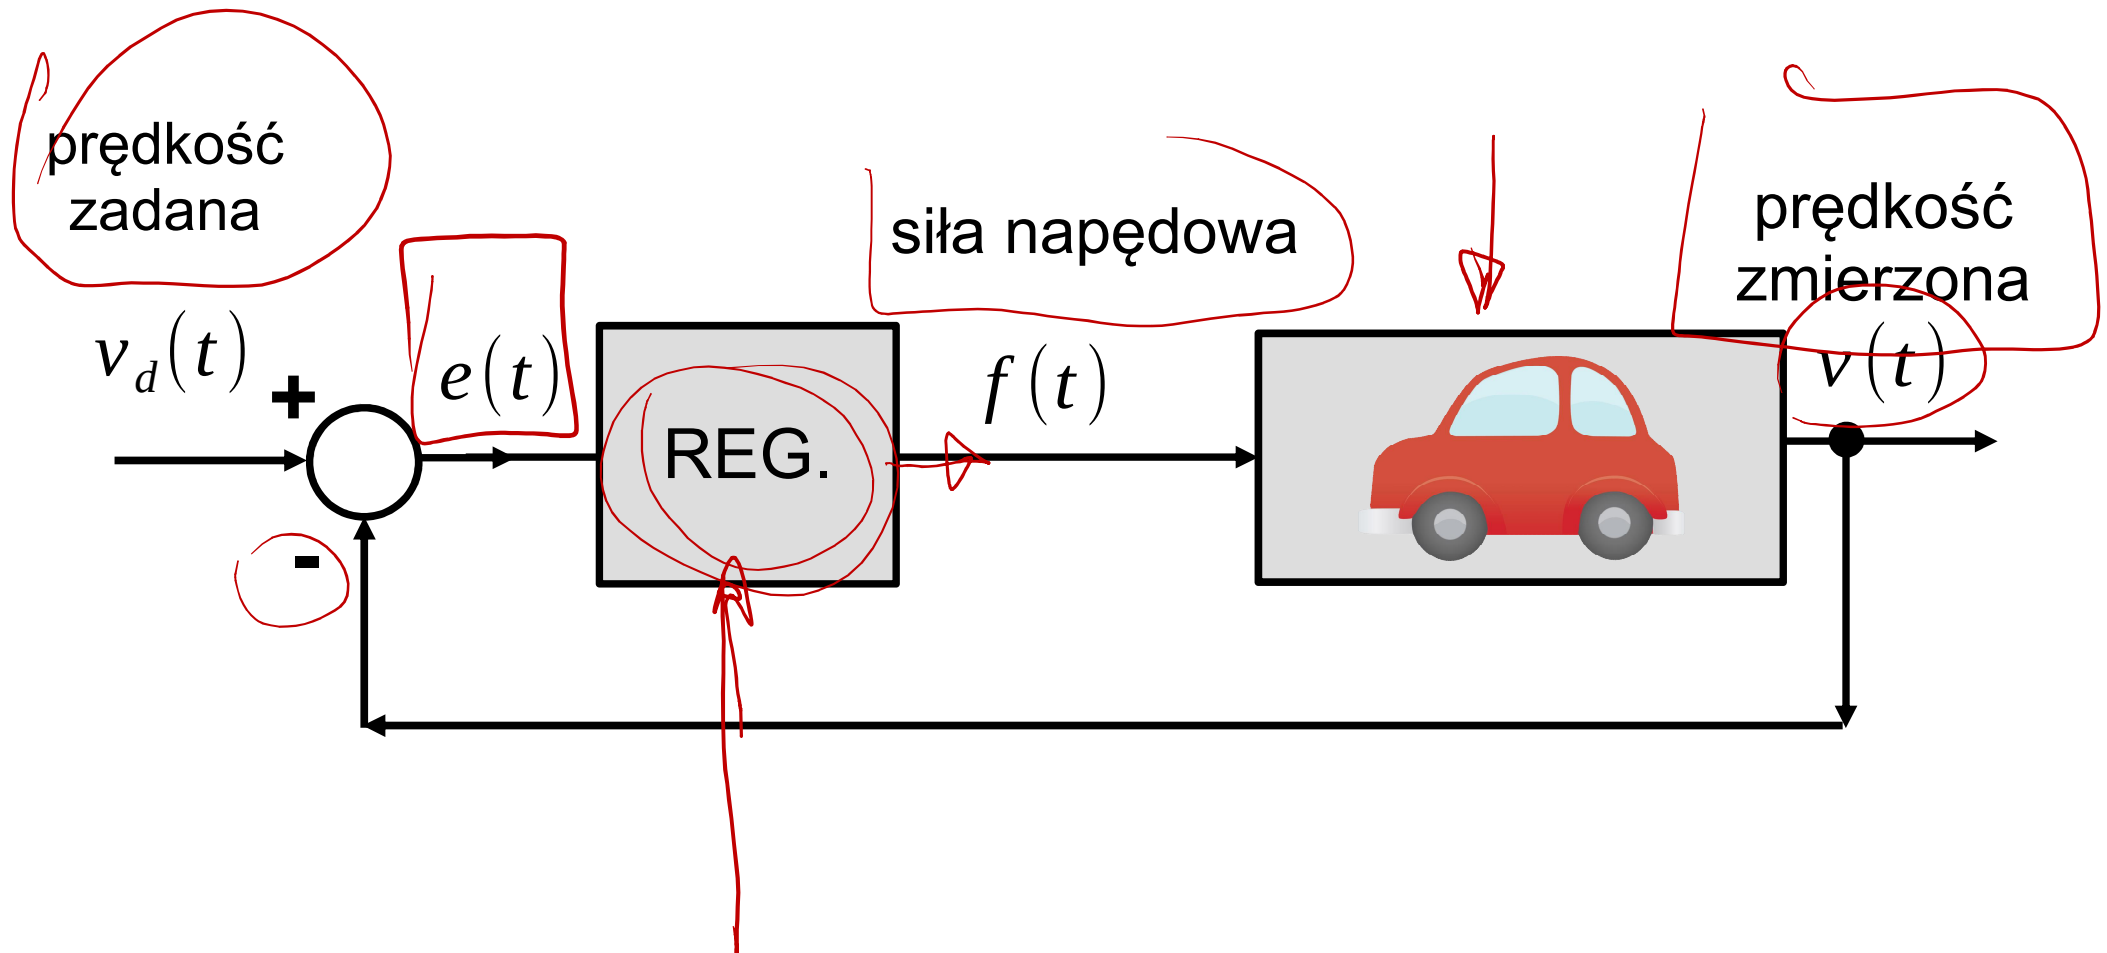 prędkość
zadana
v_d(t)
+
e(t)
-
REG.
siła napędowa
f(t)
prędkość
zmierzona
v(t)